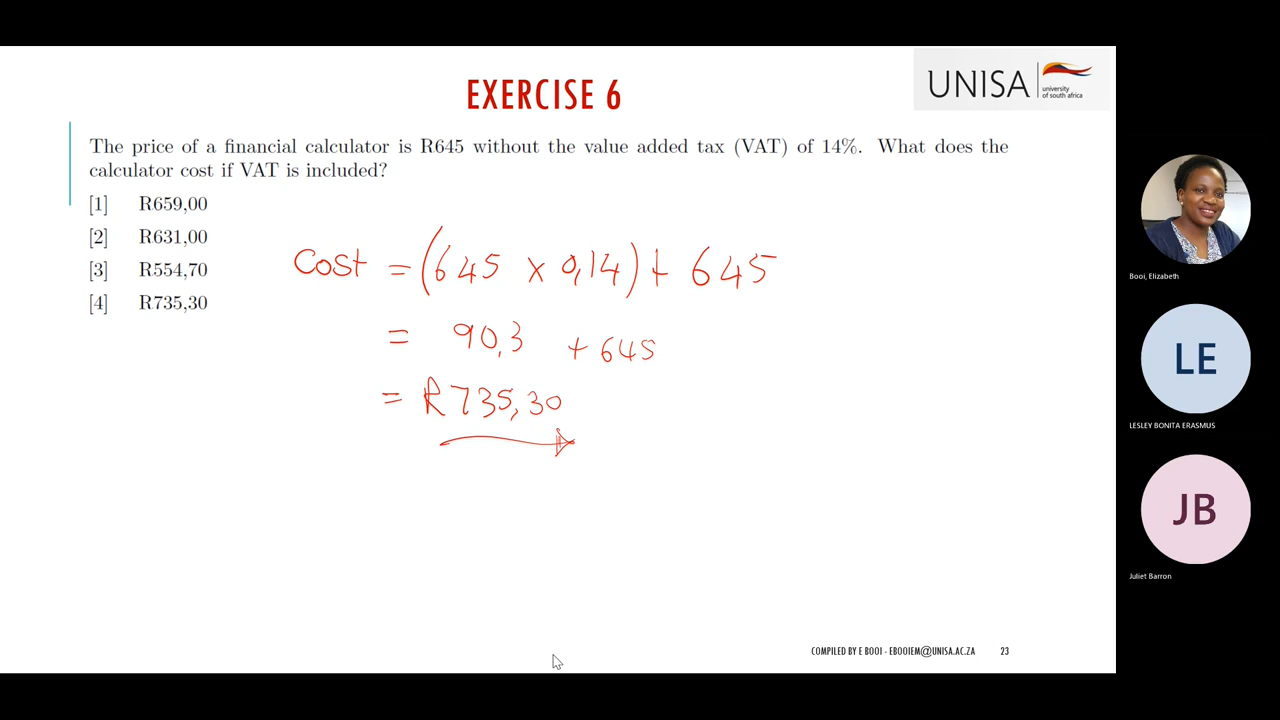 EXERCISE 6
UNISA
university
of south africa
The price of a financial calculator is R645 without the value added tax (VAT) of 14%. What does the
calculator cost if VAT is included?
[1] R659,00
[2] R631,00
[3] R554,70
[4] R735,30
Cost = (645 x 0,14) + 645
= 90,3 + 645
= R735,30
Booi, Elizabeth
LE
LESLEY BONITA ERASMUS
JB
Juliet Barron
COMPILED BY E BOOI - EBOOIEM@UNISA.AC.ZA 23